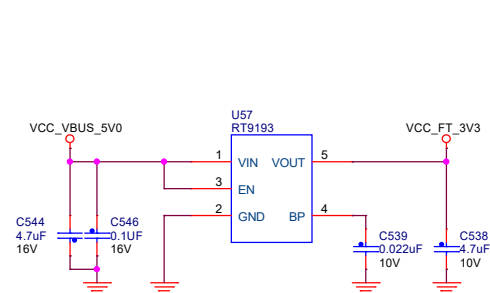 U57
RT9193
VCC_VBUS_5V0
VCC_FT_3V3
1 VIN VOUT 5
3 EN
2 GND BP 4
C544
4.7uF
16V
C546
0.1UF
16V
C539
0.022uF
10V
C538
4.7uF
10V